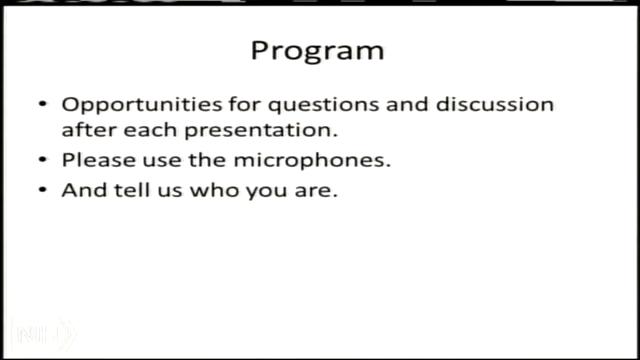 Program
• Opportunities for questions and discussion
after each presentation.
• Please use the microphones.
• And tell us who you are.
NIH